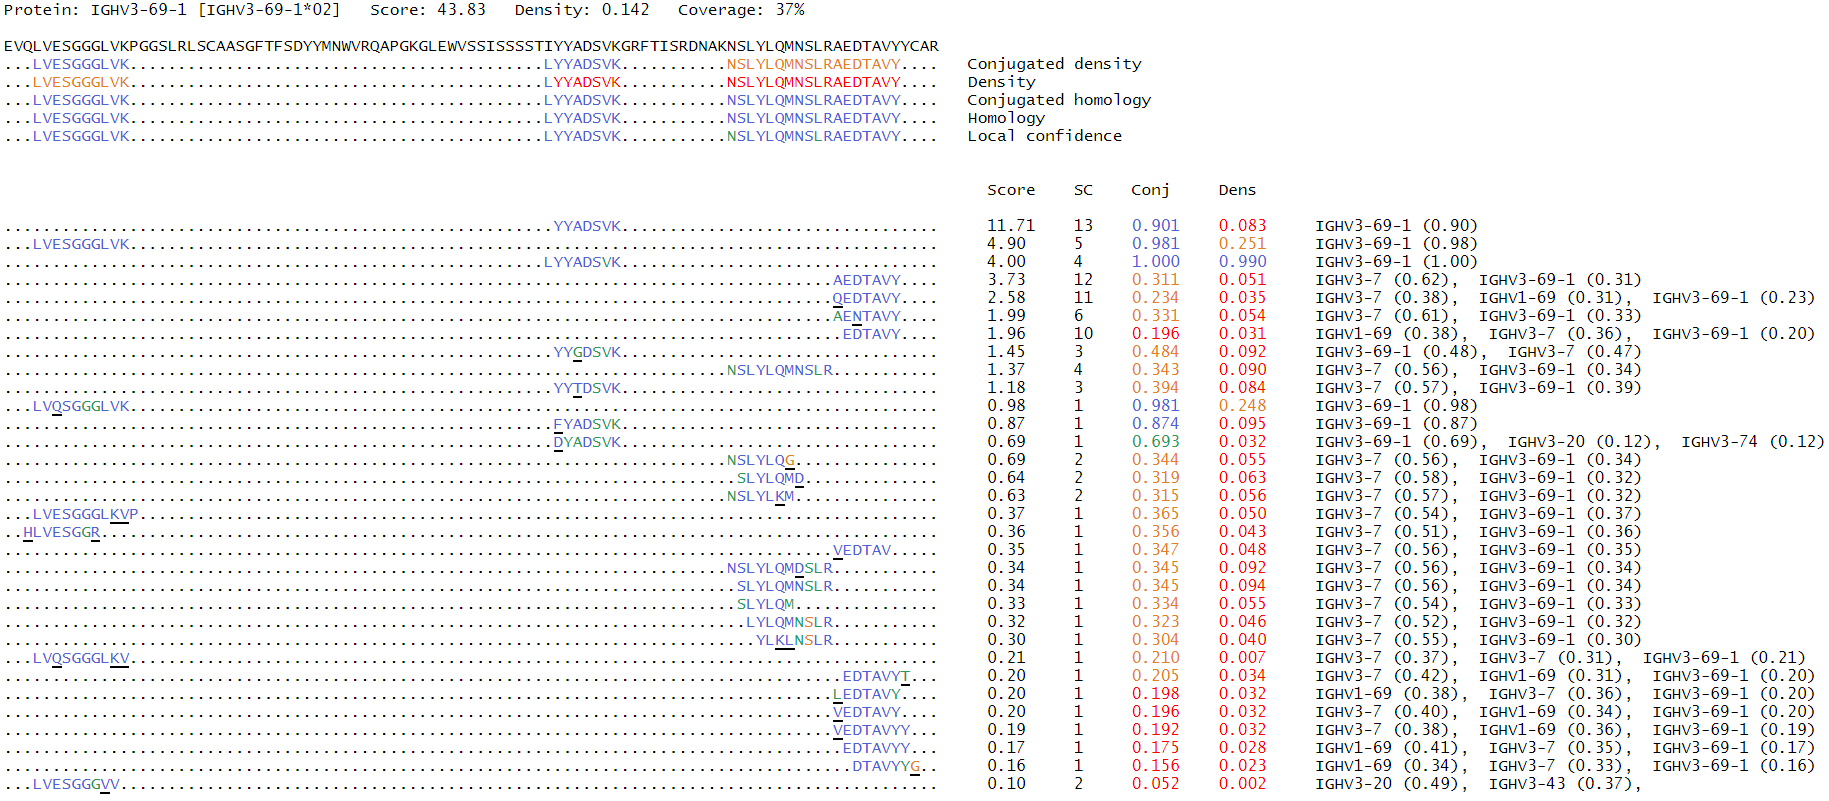 Protein: IGHV3-69-1 [IGHV3-69-1*02]   Score: 43.83   Density: 0.142   Coverage: 37%
EVQLVESGGGLVKPGGSLRLSCAASGFTFSDYYMNWVRQAPGKGLEWVSSISSSSTIYYADSVKGRFTISRDNAKNSLYLQMNSLRAEDTAVYYCAR
...LVESGGGLVK...........................................LYYADSVK...........NSLYLQMNSLRAEDTAVY....   Conjugated density
...LVESGGGLVK...........................................LYYADSVK...........NSLYLQMNSLRAEDTAVY....   Density
...LVESGGGLVK...........................................LYYADSVK...........NSLYLQMNSLRAEDTAVY....   Conjugated homology
...LVESGGGLVK...........................................LYYADSVK...........NSLYLQMNSLRAEDTAVY....   Homology
...LVESGGGLVK...........................................LYYADSVK...........NSLYLQMNSLRAEDTAVY....   Local confidence
Score   SC   Conj   Dens
.........................................................YYADSVK.................................   11.71   13   0.901   0.083   IGHV3-69-1 (0.90)
...LVESGGGLVK....................................................................................   4.90   5   0.981   0.251   IGHV3-69-1 (0.98)
........................................................LYYADSVK.................................   4.00   4   1.000   0.990   IGHV3-69-1 (1.00)
......................................................................................AEDTAVY....   3.73   12   0.311   0.051   IGHV3-7 (0.62),  IGHV3-69-1 (0.31)
......................................................................................QEDTAVY....   2.58   11   0.234   0.035   IGHV3-7 (0.38),  IGHV1-69 (0.31),  IGHV3-69-1 (0.23)
......................................................................................AENTAVY....   1.99   6   0.331   0.054   IGHV3-7 (0.61),  IGHV3-69-1 (0.33)
.......................................................................................EDTAVY....   1.96   10   0.196   0.031   IGHV1-69 (0.38),  IGHV3-7 (0.36),  IGHV3-69-1 (0.20)
.........................................................YYGDSVK.................................   1.45   3   0.484   0.092   IGHV3-69-1 (0.48),  IGHV3-7 (0.47)
...........................................................................NSLYLQMNSLR...........   1.37   4   0.343   0.090   IGHV3-7 (0.56),  IGHV3-69-1 (0.34)
.........................................................YYTDSVK.................................   1.18   3   0.394   0.084   IGHV3-7 (0.57),  IGHV3-69-1 (0.39)
...LVQSGGGLVK....................................................................................   0.98   1   0.981   0.248   IGHV3-69-1 (0.98)
.........................................................FYADSVK.................................   0.87   1   0.874   0.095   IGHV3-69-1 (0.87)
.........................................................DYADSVK.................................   0.69   1   0.693   0.032   IGHV3-69-1 (0.69),  IGHV3-20 (0.12),  IGHV3-74 (0.12)
...........................................................................NSLYLQG...............   0.69   2   0.344   0.055   IGHV3-7 (0.56),  IGHV3-69-1 (0.34)
............................................................................SLYLQMD..............   0.64   2   0.319   0.063   IGHV3-7 (0.58),  IGHV3-69-1 (0.32)
...........................................................................NSLYLKM...............   0.63   2   0.315   0.056   IGHV3-7 (0.57),  IGHV3-69-1 (0.32)
...LVESGGGLKVP...................................................................................   0.37   1   0.365   0.050   IGHV3-7 (0.54),  IGHV3-69-1 (0.37)
..HLVESGGR.......................................................................................   0.36   1   0.356   0.043   IGHV3-7 (0.51),  IGHV3-69-1 (0.36)
......................................................................................VEDTAV.....   0.35   1   0.347   0.048   IGHV3-7 (0.56),  IGHV3-69-1 (0.35)
...........................................................................NSLYLQMDSLR...........   0.34   1   0.345   0.092   IGHV3-7 (0.56),  IGHV3-69-1 (0.34)
............................................................................SLYLQMNSLR...........   0.34   1   0.345   0.094   IGHV3-7 (0.56),  IGHV3-69-1 (0.34)
............................................................................SLYLQM...............   0.33   1   0.334   0.055   IGHV3-7 (0.54),  IGHV3-69-1 (0.33)
.............................................................................LYLQMNSLR...........   0.32   1   0.323   0.046   IGHV3-7 (0.52),  IGHV3-69-1 (0.32)
..............................................................................YLKLNSLR...........   0.30   1   0.304   0.040   IGHV3-7 (0.55),  IGHV3-69-1 (0.30)
...LVQSGGGLKV....................................................................................   0.21   1   0.210   0.007   IGHV3-7 (0.37),  IGHV3-7 (0.31),  IGHV3-69-1 (0.21)
.......................................................................................EDTAVYT...   0.20   1   0.205   0.034   IGHV3-7 (0.42),  IGHV1-69 (0.31),  IGHV3-69-1 (0.20)
......................................................................................LEDTAVY....   0.20   1   0.198   0.032   IGHV1-69 (0.38),  IGHV3-7 (0.36),  IGHV3-69-1 (0.20)
......................................................................................VEDTAVY....   0.20   1   0.196   0.032   IGHV3-7 (0.40),  IGHV1-69 (0.34),  IGHV3-69-1 (0.20)
......................................................................................VEDTAVYY...   0.19   1   0.192   0.032   IGHV3-7 (0.38),  IGHV1-69 (0.36),  IGHV3-69-1 (0.19)
.......................................................................................EDTAVYY...   0.17   1   0.175   0.028   IGHV1-69 (0.41),  IGHV3-7 (0.35),  IGHV3-69-1 (0.17)
........................................................................................DTAVYYG..   0.16   1   0.156   0.023   IGHV1-69 (0.34),  IGHV3-7 (0.33),  IGHV3-69-1 (0.16)
...LVESGGGVV.....................................................................................   0.10   2   0.052   0.002   IGHV3-20 (0.49),  IGHV3-43 (0.37),